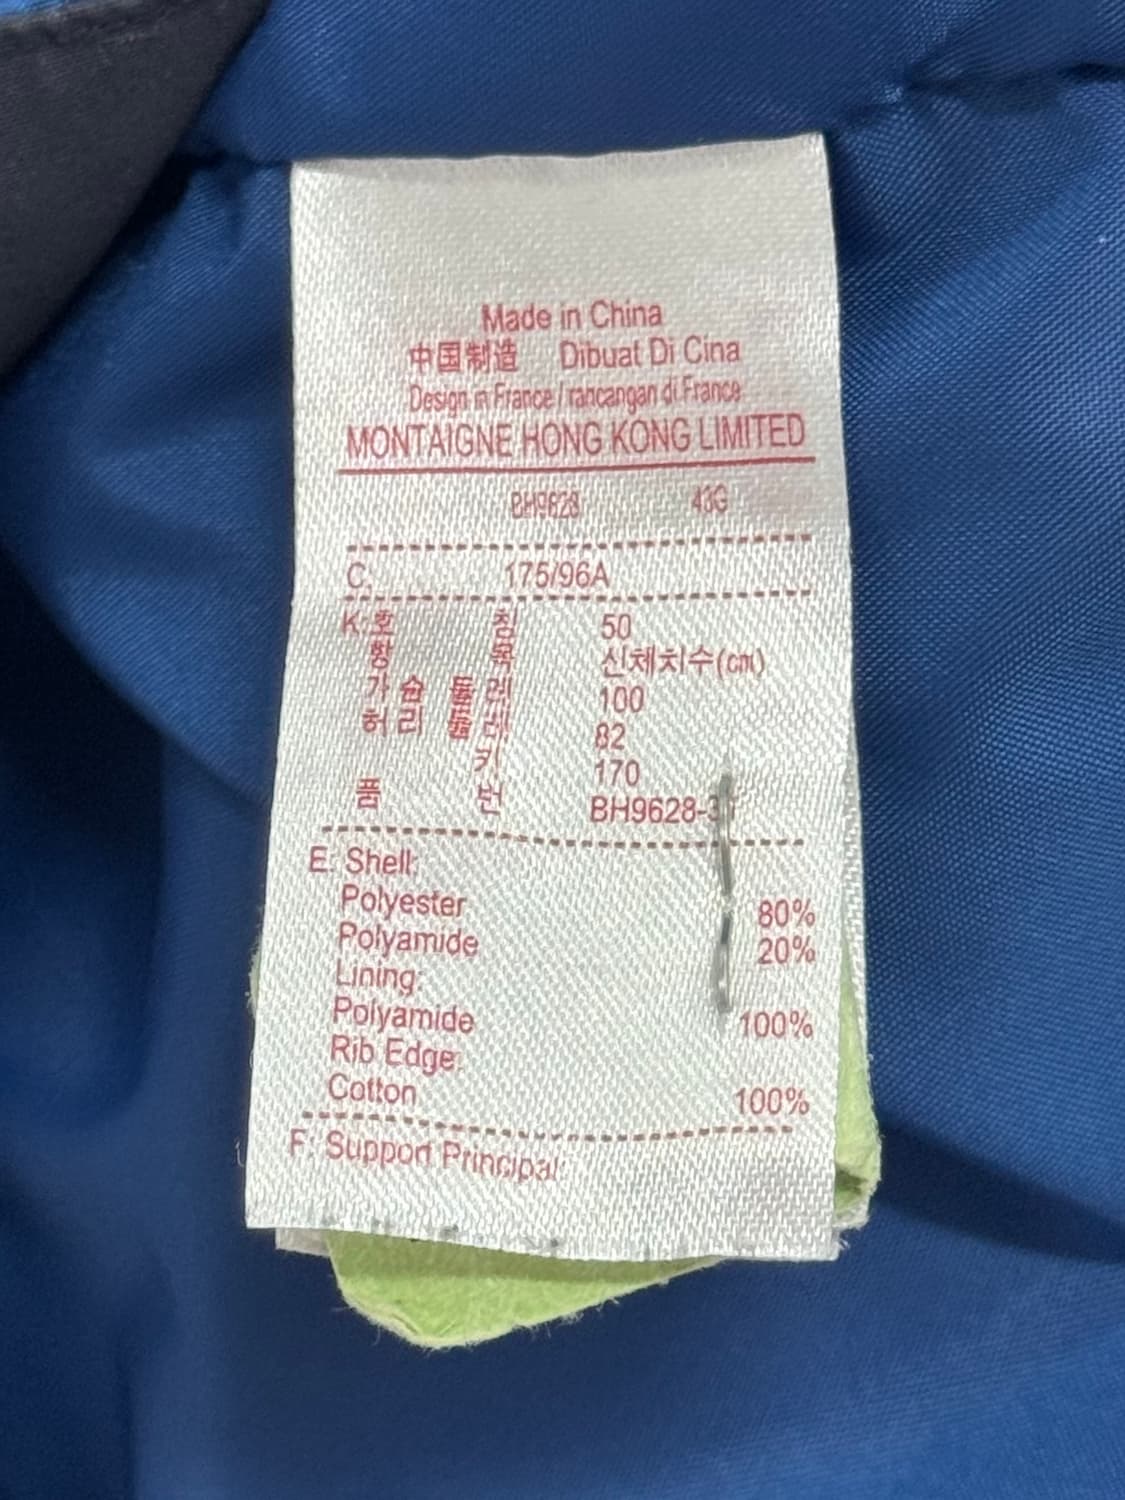 Made in China
中国制造 Dibuat Di Cina
Design in France / rancangan di France
MONTAIGNE HONG KONG LIMITED
BH9628 43G
C. 175/96A
K: 호 칭 50
항 목 신체치수(cm)
가 슴 둘 레 100
허 리 둘 레 82
키 170
품 번 BH9628-
E: Shell:
Polyester 80%
Polyamide 20%
Lining:
Polyamide 100%
Rib Edge:
Cotton 100%
F: Support Principal: